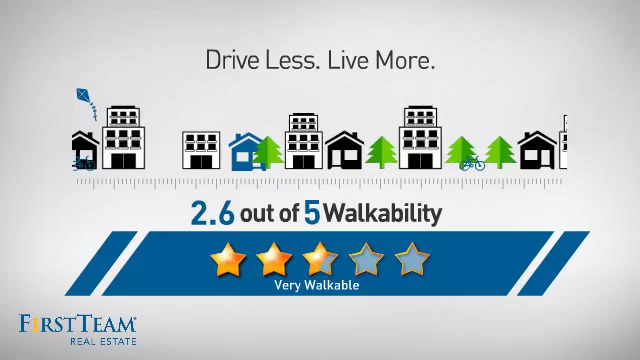 Drive Less. Live More.
2.6 out of 5 Walkability
Very Walkable
FIRST TEAM®
REAL ESTATE